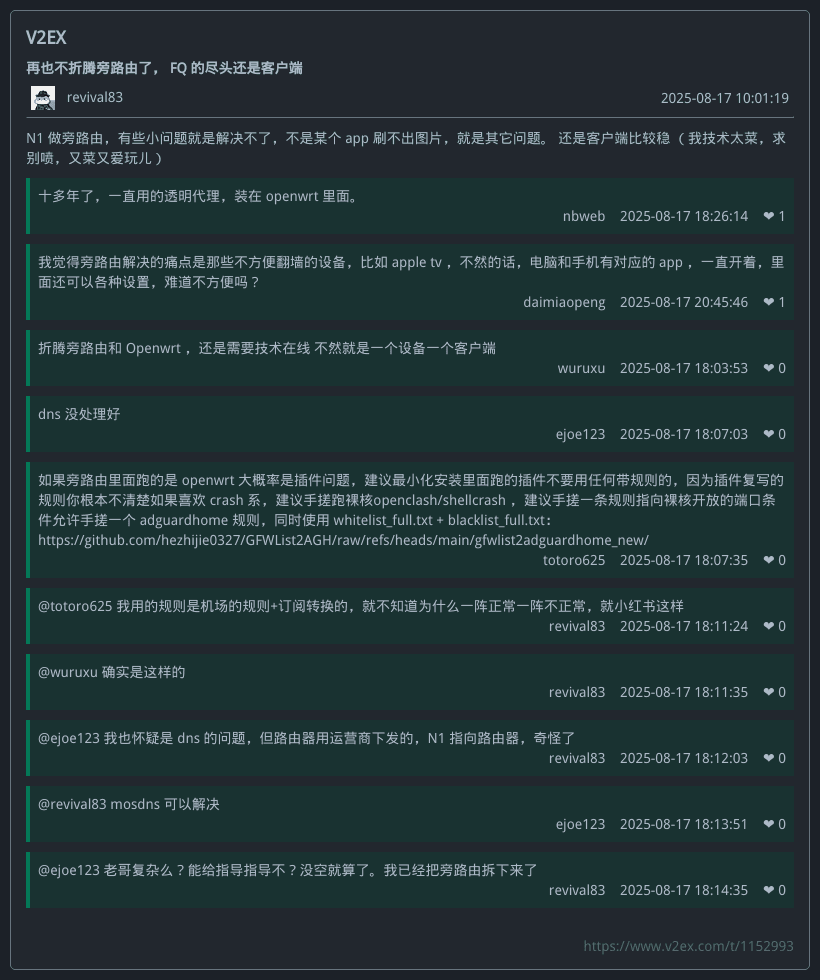 V2EX
再也不折腾旁路由了， FQ 的尽头还是客户端
revival83
2025-08-17 10:01:19
N1 做旁路由，有些小问题就是解决不了，不是某个 app 刷不出图片，就是其它问题。 还是客户端比较稳 （ 我技术太菜，求
别喷，又菜又爱玩儿 ）
十多年了，一直用的透明代理，装在 openwrt 里面。
nbweb 2025-08-17 18:26:14 ❤ 1
我觉得旁路由解决的痛点是那些不方便翻墙的设备，比如 apple tv ，不然的话，电脑和手机有对应的 app ，一直开着，里
面还可以各种设置，难道不方便吗？
daimiaopeng 2025-08-17 20:45:46 ❤ 1
折腾旁路由和 Openwrt ，还是需要技术在线 不然就是一个设备一个客户端
wuruxu 2025-08-17 18:03:53 ❤ 0
dns 没处理好
ejoe123 2025-08-17 18:07:03 ❤ 0
如果旁路由里面跑的是 openwrt 大概率是插件问题，建议最小化安装里面跑的插件不要用任何带规则的，因为插件复写的
规则你根本不清楚如果喜欢 crash 系，建议手搓跑裸核openclash/shellcrash ，建议手搓一条规则指向裸核开放的端口条
件允许手搓一个 adguardhome 规则，同时使用 whitelist_full.txt + blacklist_full.txt：
https://github.com/hezhijie0327/GFWList2AGH/raw/refs/heads/main/gfwlist2adguardhome_new/
totoro625 2025-08-17 18:07:35 ❤ 0
@totoro625 我用的规则是机场的规则+订阅转换的，就不知道为什么一阵正常一阵不正常，就小红书这样
revival83 2025-08-17 18:11:24 ❤ 0
@wuruxu 确实是这样的
revival83 2025-08-17 18:11:35 ❤ 0
@ejoe123 我也怀疑是 dns 的问题，但路由器用运营商下发的，N1 指向路由器，奇怪了
revival83 2025-08-17 18:12:03 ❤ 0
@revival83 mosdns 可以解决
ejoe123 2025-08-17 18:13:51 ❤ 0
@ejoe123 老哥复杂么？能给指导指导不？没空就算了。我已经把旁路由拆下来了
revival83 2025-08-17 18:14:35 ❤ 0
https://www.v2ex.com/t/1152993